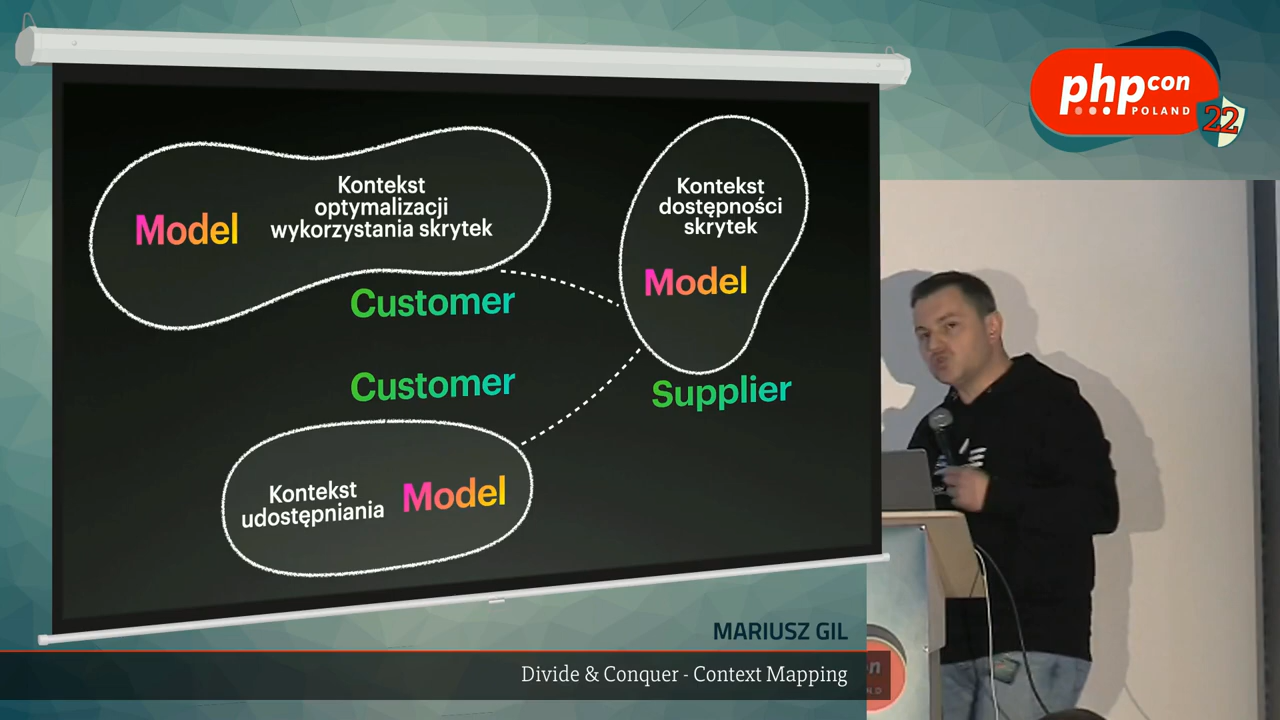 php con
POLAND
22
Kontekst
optymalizacji
wykorzystania skrytek
Model
Kontekst
dostępności
skrytek
Model
Customer
Customer
Supplier
Kontekst
udostępniania
Model
MARIUSZ GIL
Divide & Conquer - Context Mapping